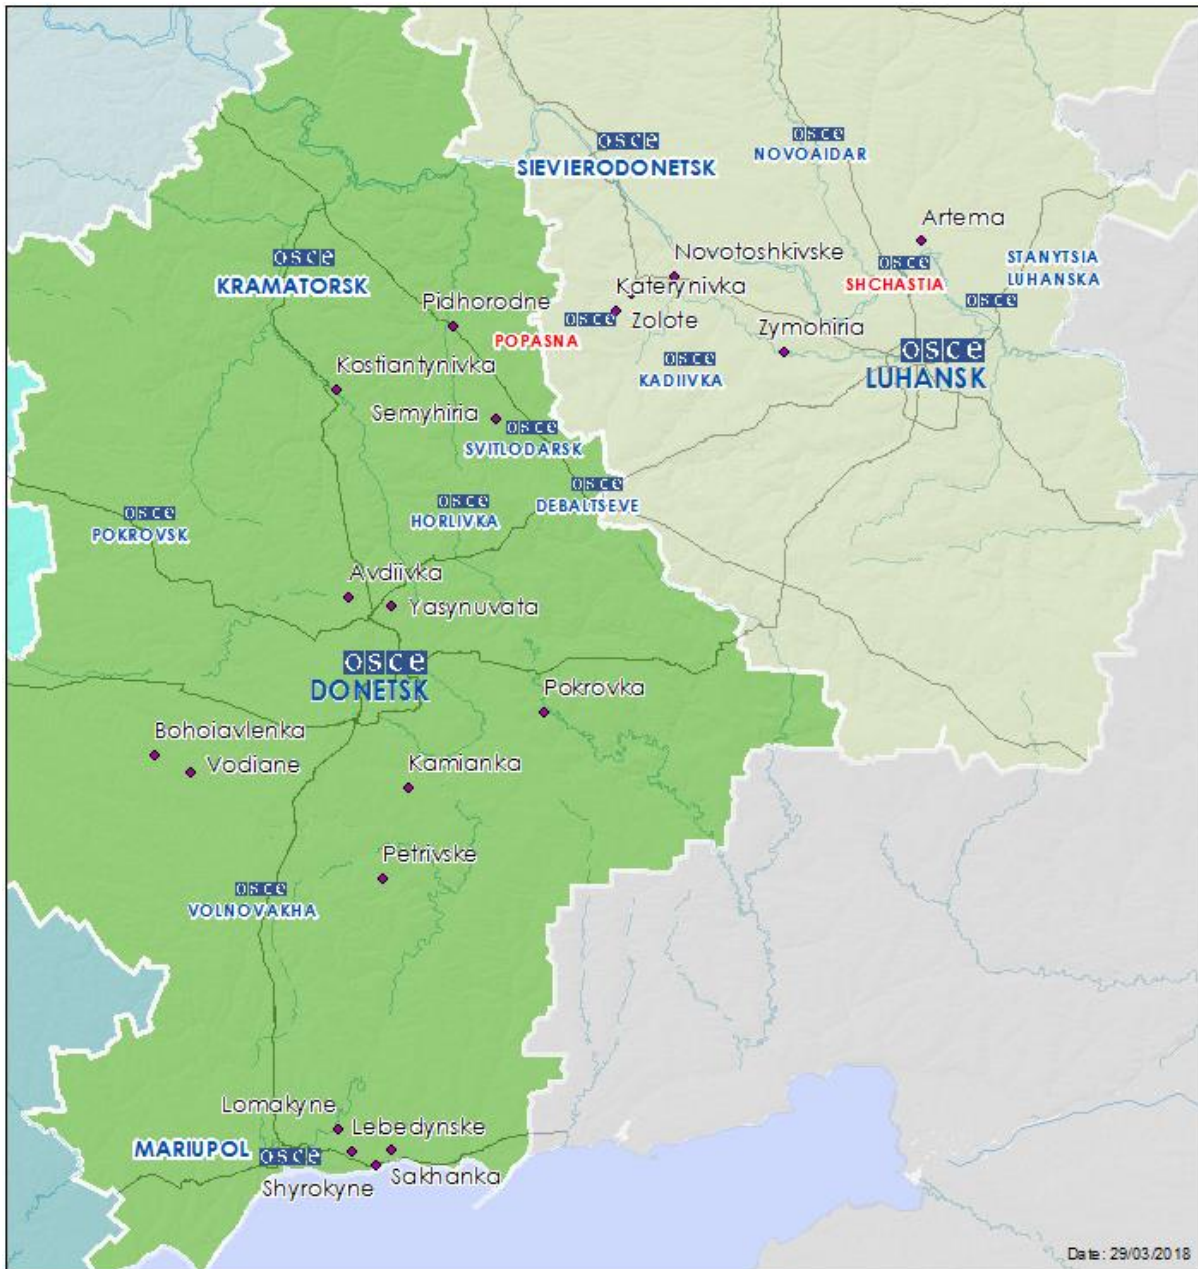 osce
NOVOAIDAR
osce
SIEVIERODONETSK
Artema
osce
KRAMATORSK
Novotoshkivske
osce
SHCHASTIA
STANYTSIA
LUHANSKA
osce
Katerynivka
Pidhorodne
Zolote
osce
POPASNA
Zymohiria
osce
LUHANSK
osce
KADIIVKA
Kostiantynivka
Semyhiria
osce
SVITLODARSK
osce
DEBALTSEVE
osce
HORLIVKA
osce
POKROVSK
Avdiivka
Yasynuvata
osce
DONETSK
Pokrovka
Bohoiavlenka
Vodiane
Kamianka
Petrivske
osce
VOLNOVAKHA
Lomakyne
Lebedynske
MARIUPOL
osce
Sakhanka
Shyrokyne
Date: 29/03/2018